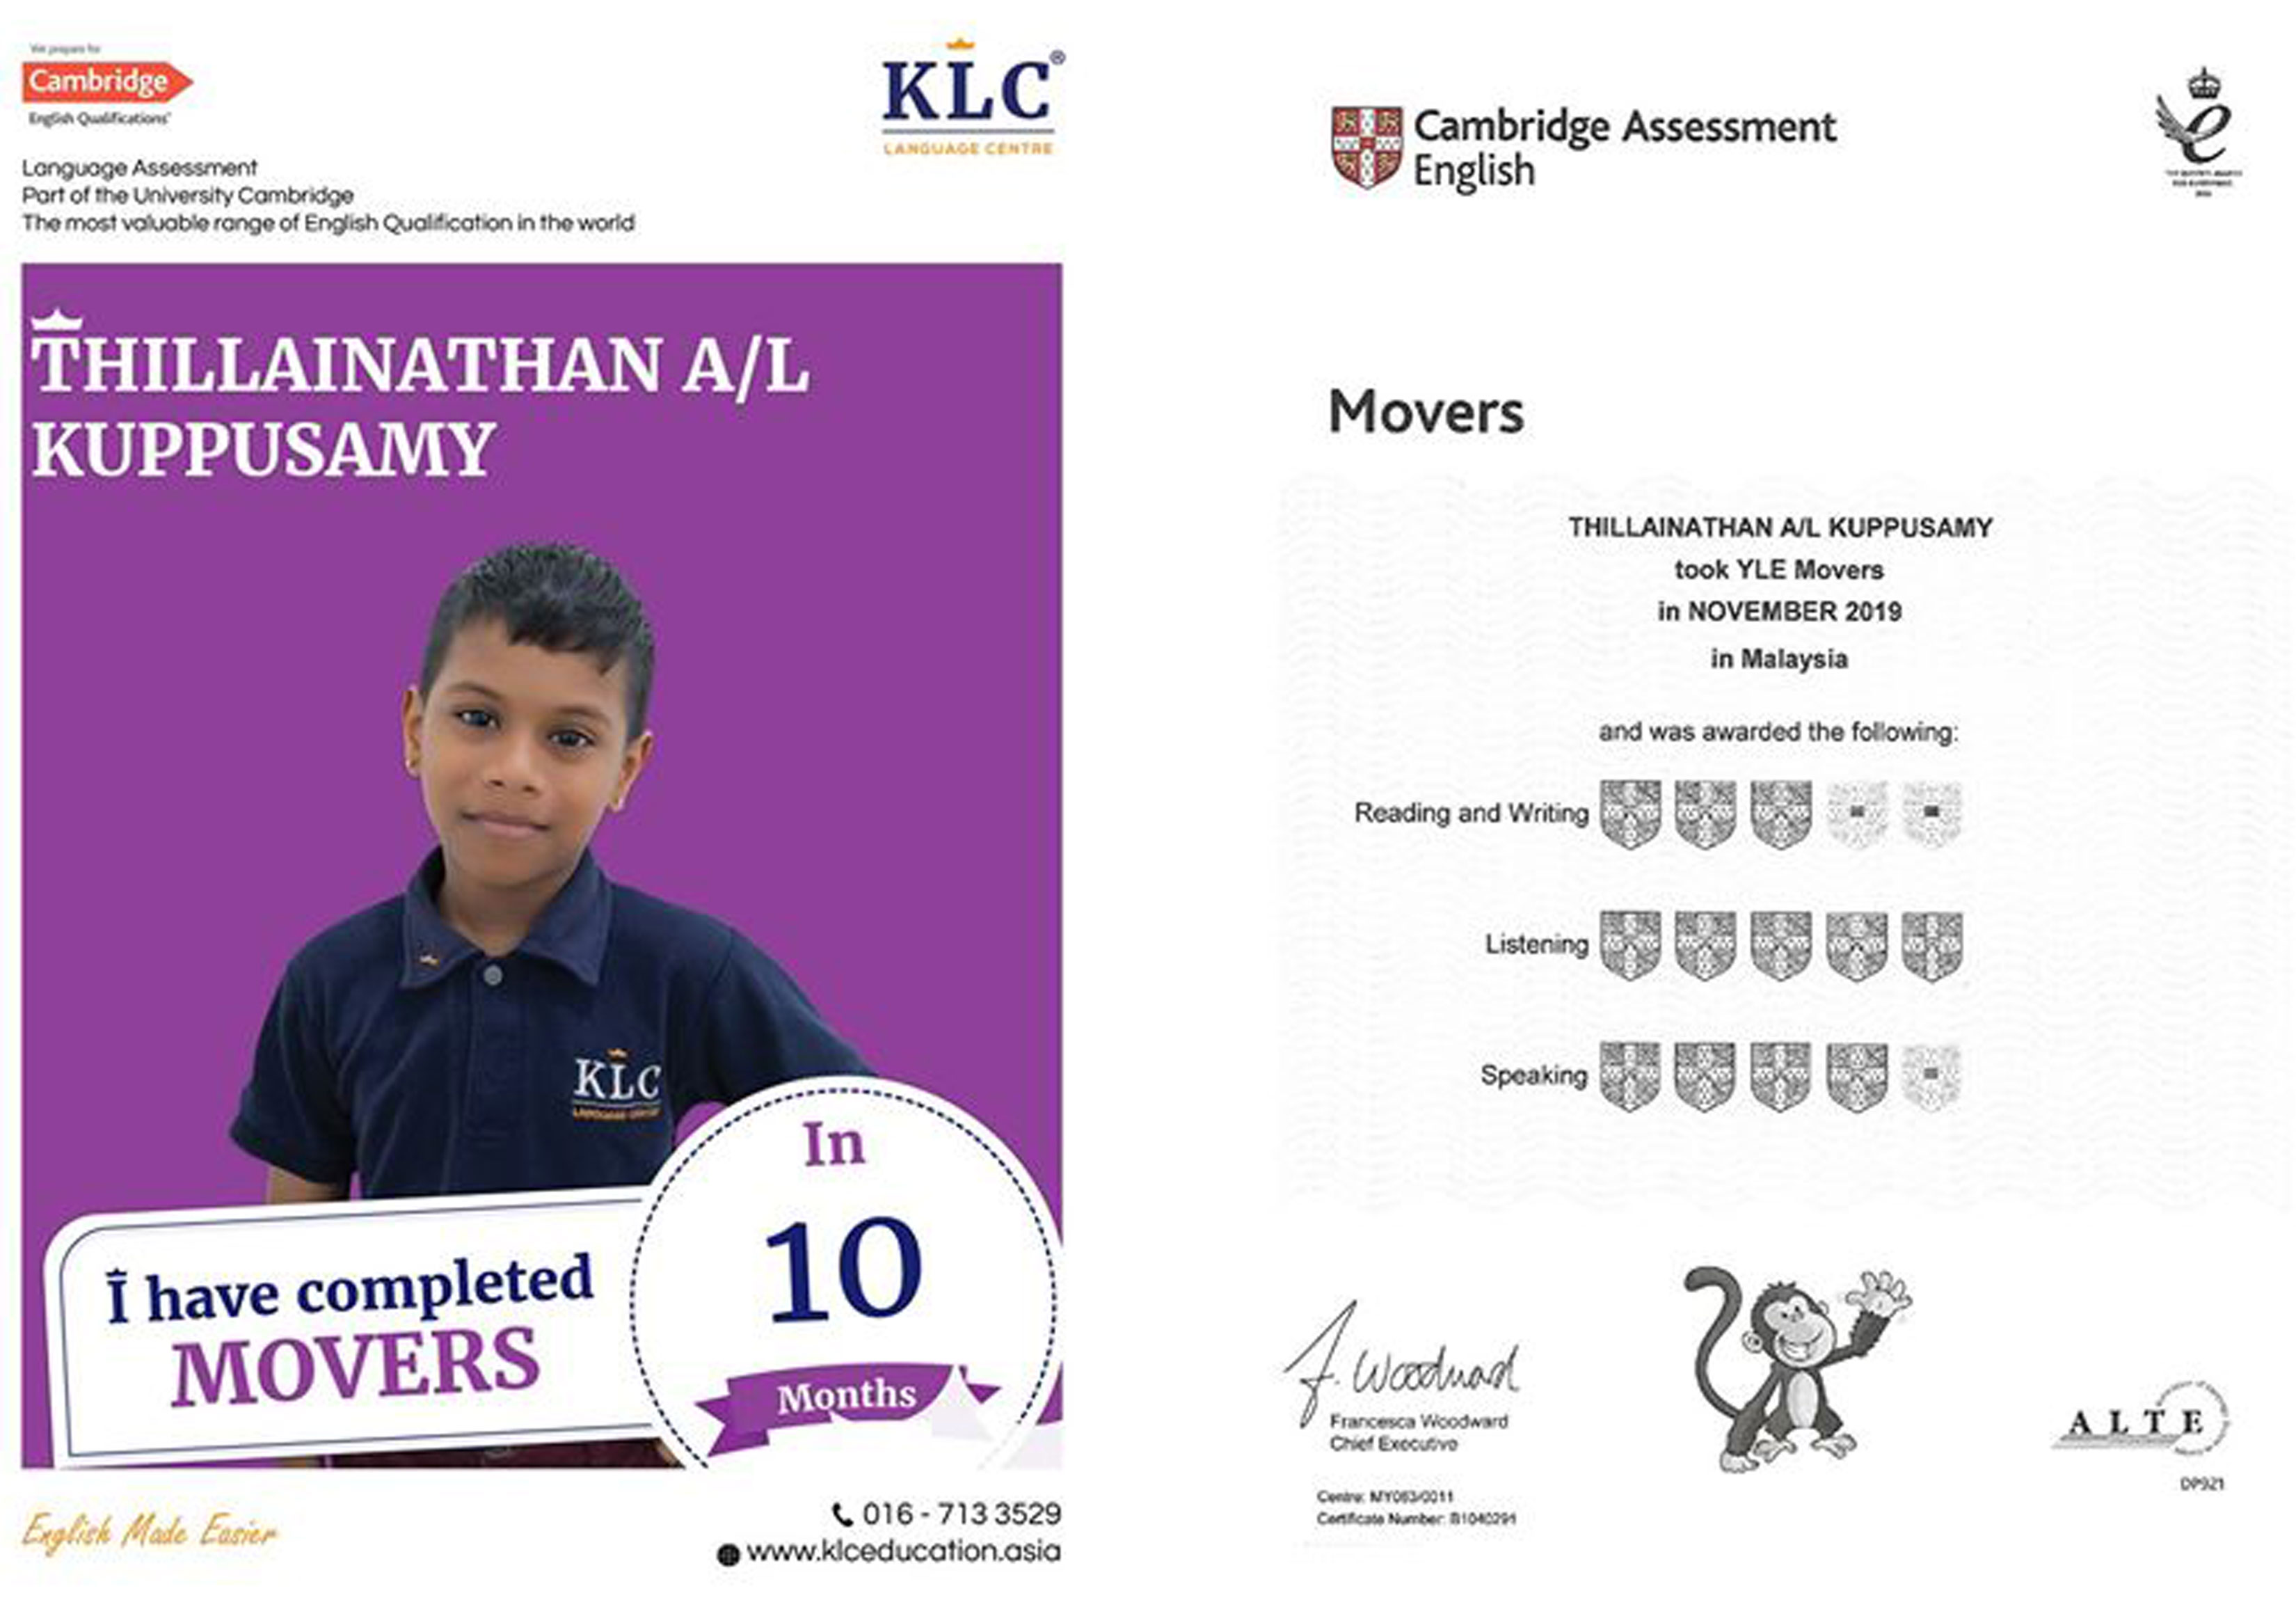 We prepare for
Cambridge
English Qualifications
Language Assessment
Part of the University Cambridge
The most valuable range of English Qualification in the world
KLC®
LANGUAGE CENTRE
THILLAINATHAN A/L
KUPPUSAMY
KLC
LANGUAGE CENTRE
I have completed
MOVERS
In
10
Months
English Made Easier
016 - 713 3529
www.klceducation.asia
Cambridge Assessment
English
e
Movers
THILLAINATHAN A/L KUPPUSAMY
took YLE Movers
in NOVEMBER 2019
in Malaysia
and was awarded the following:
Reading and Writing
Listening
Speaking
J. Woodward
Francesca Woodward
Chief Executive
Centre: MY083/0011
Certificate Number: B1040291
ALTE
DP921